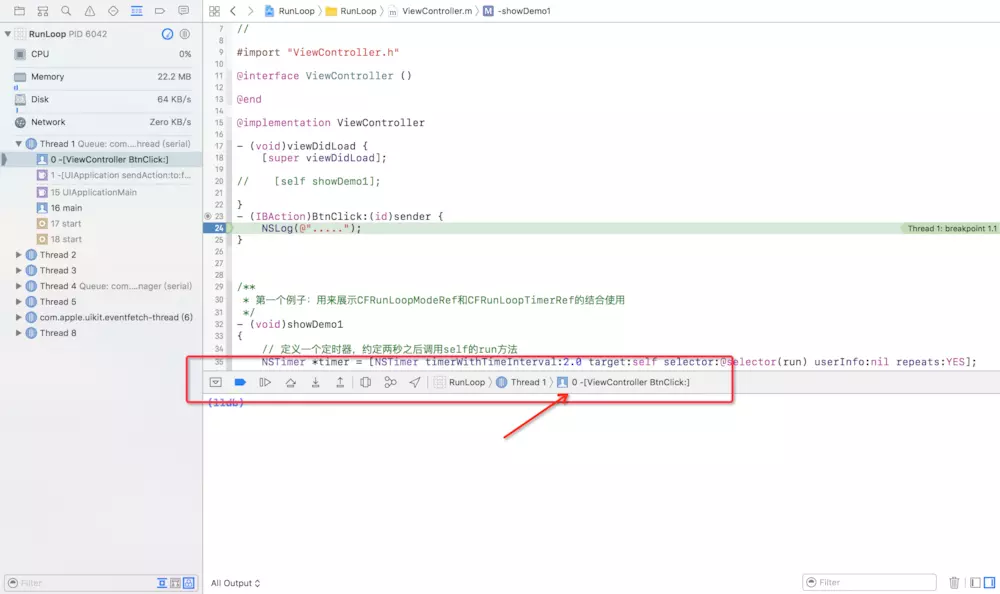 RunLoop 〉 RunLoop 〉 ViewController.m 〉 M -showDemo1
RunLoop PID 6042
CPU 0%
Memory 22.2 MB
Disk 64 KB/s
Network Zero KB/s
Thread 1 Queue: com....hread (serial)
0 -[ViewController BtnClick:]
1 -[UIApplication sendAction:to:f...
15 UIApplicationMain
16 main
17 start
18 start
Thread 2
Thread 3
Thread 4 Queue: com....nager (serial)
Thread 5
com.apple.uikit.eventfetch-thread (6)
Thread 8
Filter
7 //
8
9 #import "ViewController.h"
10
11 @interface ViewController ()
12
13 @end
14
15 @implementation ViewController
16
17 - (void)viewDidLoad {
18 [super viewDidLoad];
19
20 // [self showDemo1];
21
22 }
23 - (IBAction)BtnClick:(id)sender {
24 NSLog(@"....."); Thread 1: breakpoint 1.1
25 }
26
27
28
29 /**
30 * 第一个例子：用来展示CFRunLoopModeRef和CFRunLoopTimerRef的结合使用
31 */
32 - (void)showDemo1
33 {
34 // 定义一个定时器，约定两秒之后调用self的run方法
35 NSTimer *timer = [NSTimer timerWithTimeInterval:2.0 target:self selector:@selector(run) userInfo:nil repeats:YES];
RunLoop 〉 Thread 1 〉 0 -[ViewController BtnClick:]
(lldb)
All Output
Filter